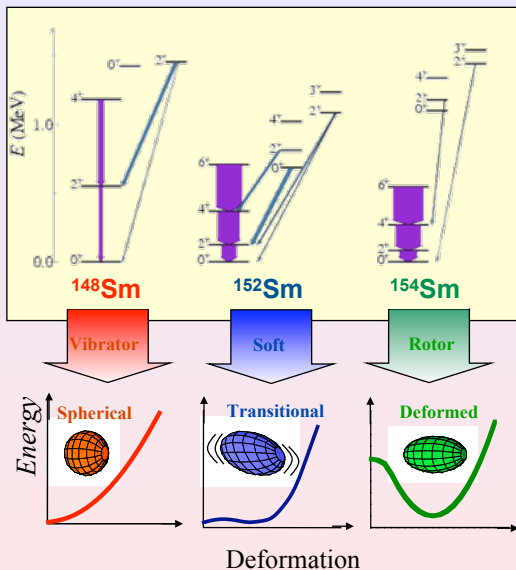 E (MeV)
1.0
0.0
0⁺
2⁺
4⁺
2⁺
0⁺
148Sm
3⁺
2⁺
4⁺
2⁺
0⁺
6⁺
4⁺
2⁺
0⁺
152Sm
3⁺
2⁺
4⁺
2⁺
0⁺
6⁺
4⁺
2⁺
0⁺
154Sm
Vibrator
Soft
Rotor
Energy
Spherical
Transitional
Deformed
Deformation